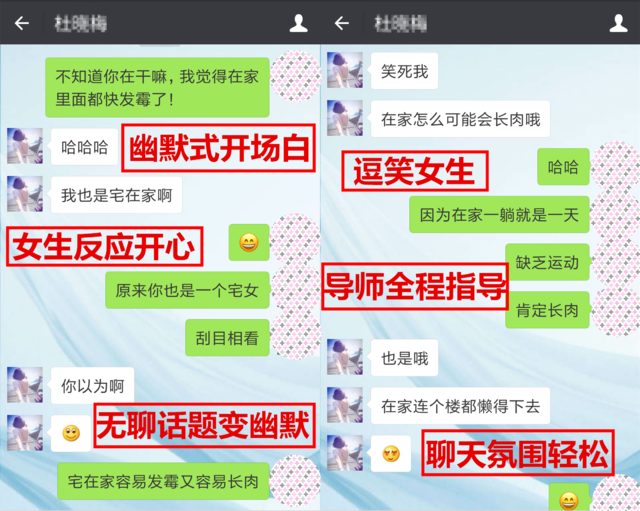 不知道你在干嘛，我觉得在家
里面都快发霉了！
哈哈哈
幽默式开场白
我也是宅在家啊
女生反应开心
原来你也是一个宅女
刮目相看
你以为啊
无聊话题变幽默
宅在家容易发霉又容易长肉
笑死我
在家怎么可能会长肉哦
逗笑女生
哈哈
因为在家一躺就是一天
缺乏运动
导师全程指导
肯定长肉
也是哦
在家连个楼都懒得下去
聊天氛围轻松